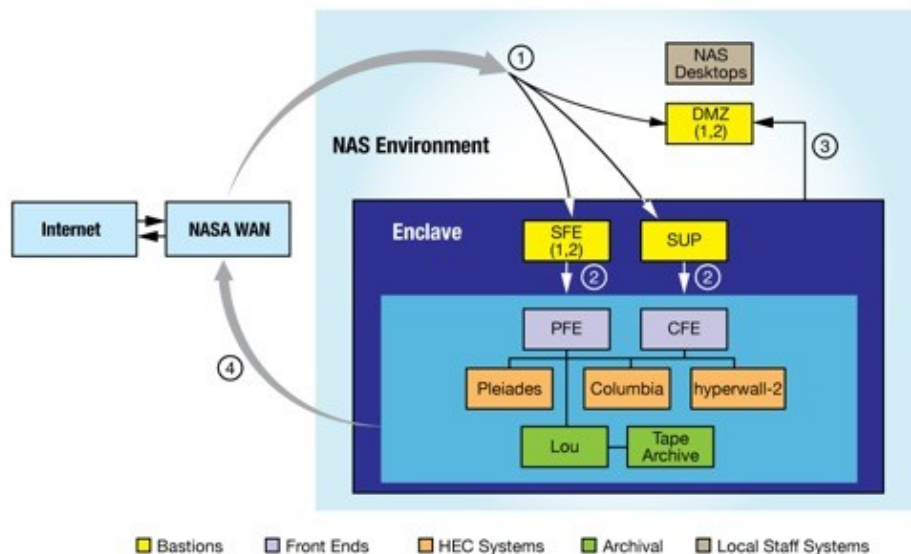 ①
NAS
Desktops
DMZ
(1,2)
③
NAS Environment
Internet
NASA WAN
Enclave
SFE
(1,2)
SUP
②
②
PFE
CFE
④
Pleiades
Columbia
hyperwall-2
Lou
Tape
Archive
Bastions
Front Ends
HEC Systems
Archival
Local Staff Systems